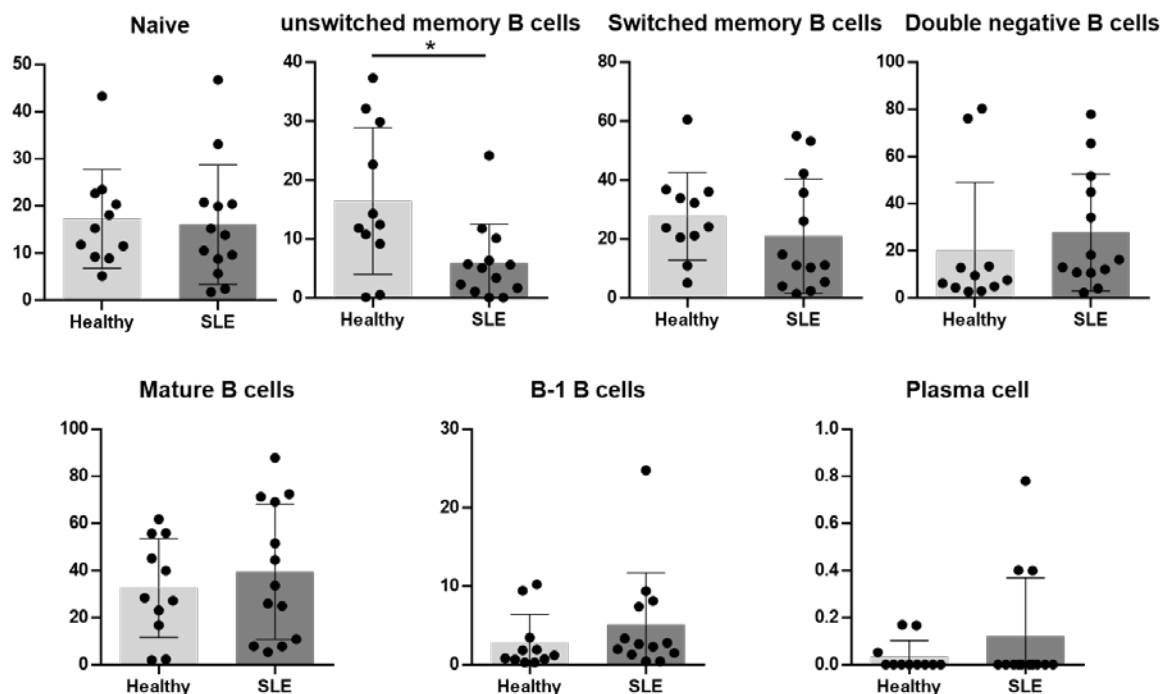 Naive
50
40
30
20
10
0
Healthy SLE
unswitched memory B cells
*
40
30
20
10
0
Healthy SLE
Switched memory B cells
80
60
40
20
0
Healthy SLE
Double negative B cells
100
80
60
40
20
0
Healthy SLE
Mature B cells
100
80
60
40
20
0
Healthy SLE
B-1 B cells
30
20
10
0
Healthy SLE
Plasma cell
1.0
0.8
0.6
0.4
0.2
0.0
Healthy SLE